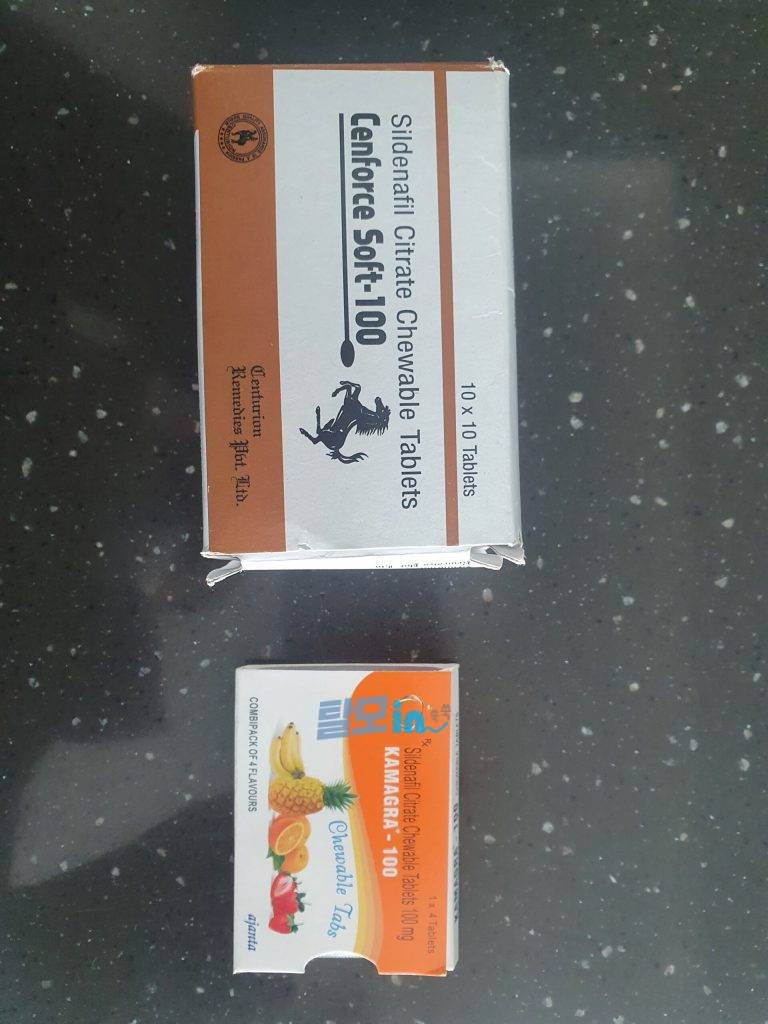 10 x 10 Tablets
Sildenafil Citrate Chewable Tablets
Cenforce Soft-100
Centurion
Remedies Pvt. Ltd.
1 x 4 Tablets
Rx
Sildenafil Citrate Chewable Tablets 100 mg
KAMAGRA - 100
Chewable Tabs
COMBIPACK OF 4 FLAVOURS
ajanta